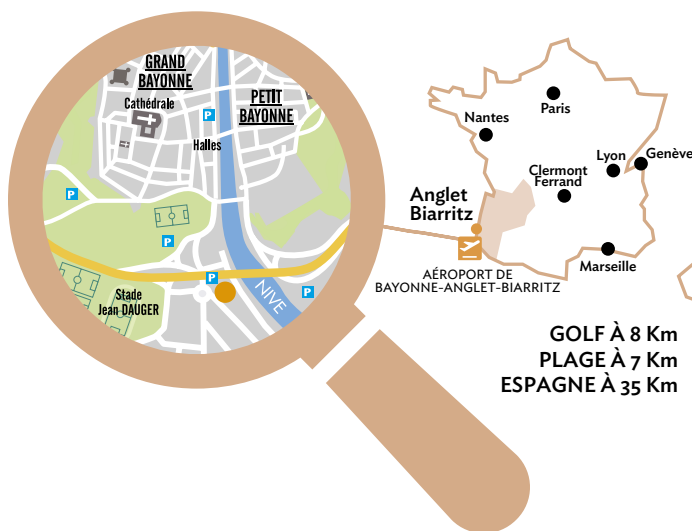 GRAND
BAYONNE
Cathédrale
P
PETIT
BAYONNE
Halles
P
P
P
P
NIVE
Stade
Jean DAUGER
Paris
Nantes
Lyon
Genève
Clermont
Ferrand
Anglet
Biarritz
Marseille
AÉROPORT DE
BAYONNE-ANGLET-BIARRITZ
GOLF À 8 Km
PLAGE À 7 Km
ESPAGNE À 35 Km